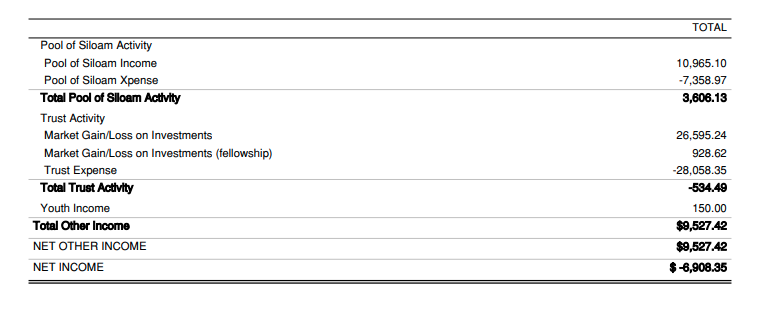 TOTAL
Pool of Siloam Activity
Pool of Siloam Income 10,965.10
Pool of Siloam Xpense -7,358.97
Total Pool of Siloam Activity 3,606.13
Trust Activity
Market Gain/Loss on Investments 26,595.24
Market Gain/Loss on Investments (fellowship) 928.62
Trust Expense -28,058.35
Total Trust Activity -534.49
Youth Income 150.00
Total Other Income $9,527.42
NET OTHER INCOME $9,527.42
NET INCOME $ -6,908.35